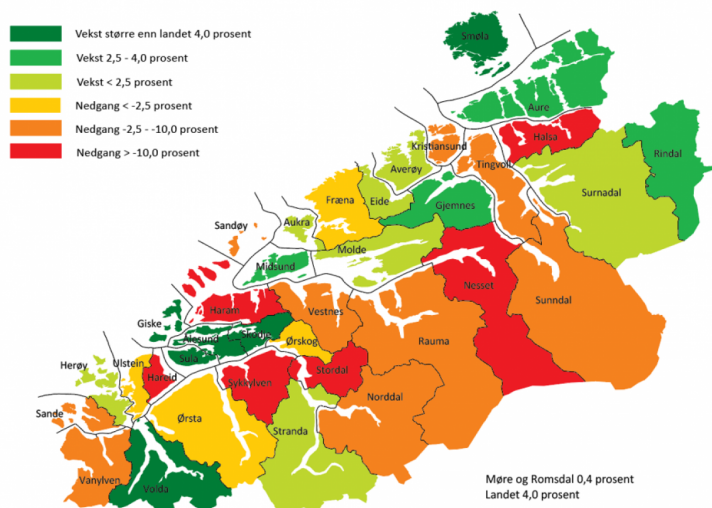 Vekst større enn landet 4,0 prosent
Vekst 2,5 - 4,0 prosent
Vekst < 2,5 prosent
Nedgang < -2,5 prosent
Nedgang -2,5 - -10,0 prosent
Nedgang > -10,0 prosent
Smøla
Aure
Kristiansund
Halsa
Tingvoll
Rindal
Averøy
Surnadal
Fræna
Eide
Gjemnes
Aukra
Sandøy
Molde
Midsund
Nesset
Sunndal
Haram
Vestnes
Giske
Ålesund
Skodje
Ørskog
Rauma
Sula
Herøy
Ulstein
Hareid
Sykkylven
Stordal
Norddal
Sande
Ørsta
Stranda
Vanylven
Volda
Møre og Romsdal 0,4 prosent
Landet 4,0 prosent